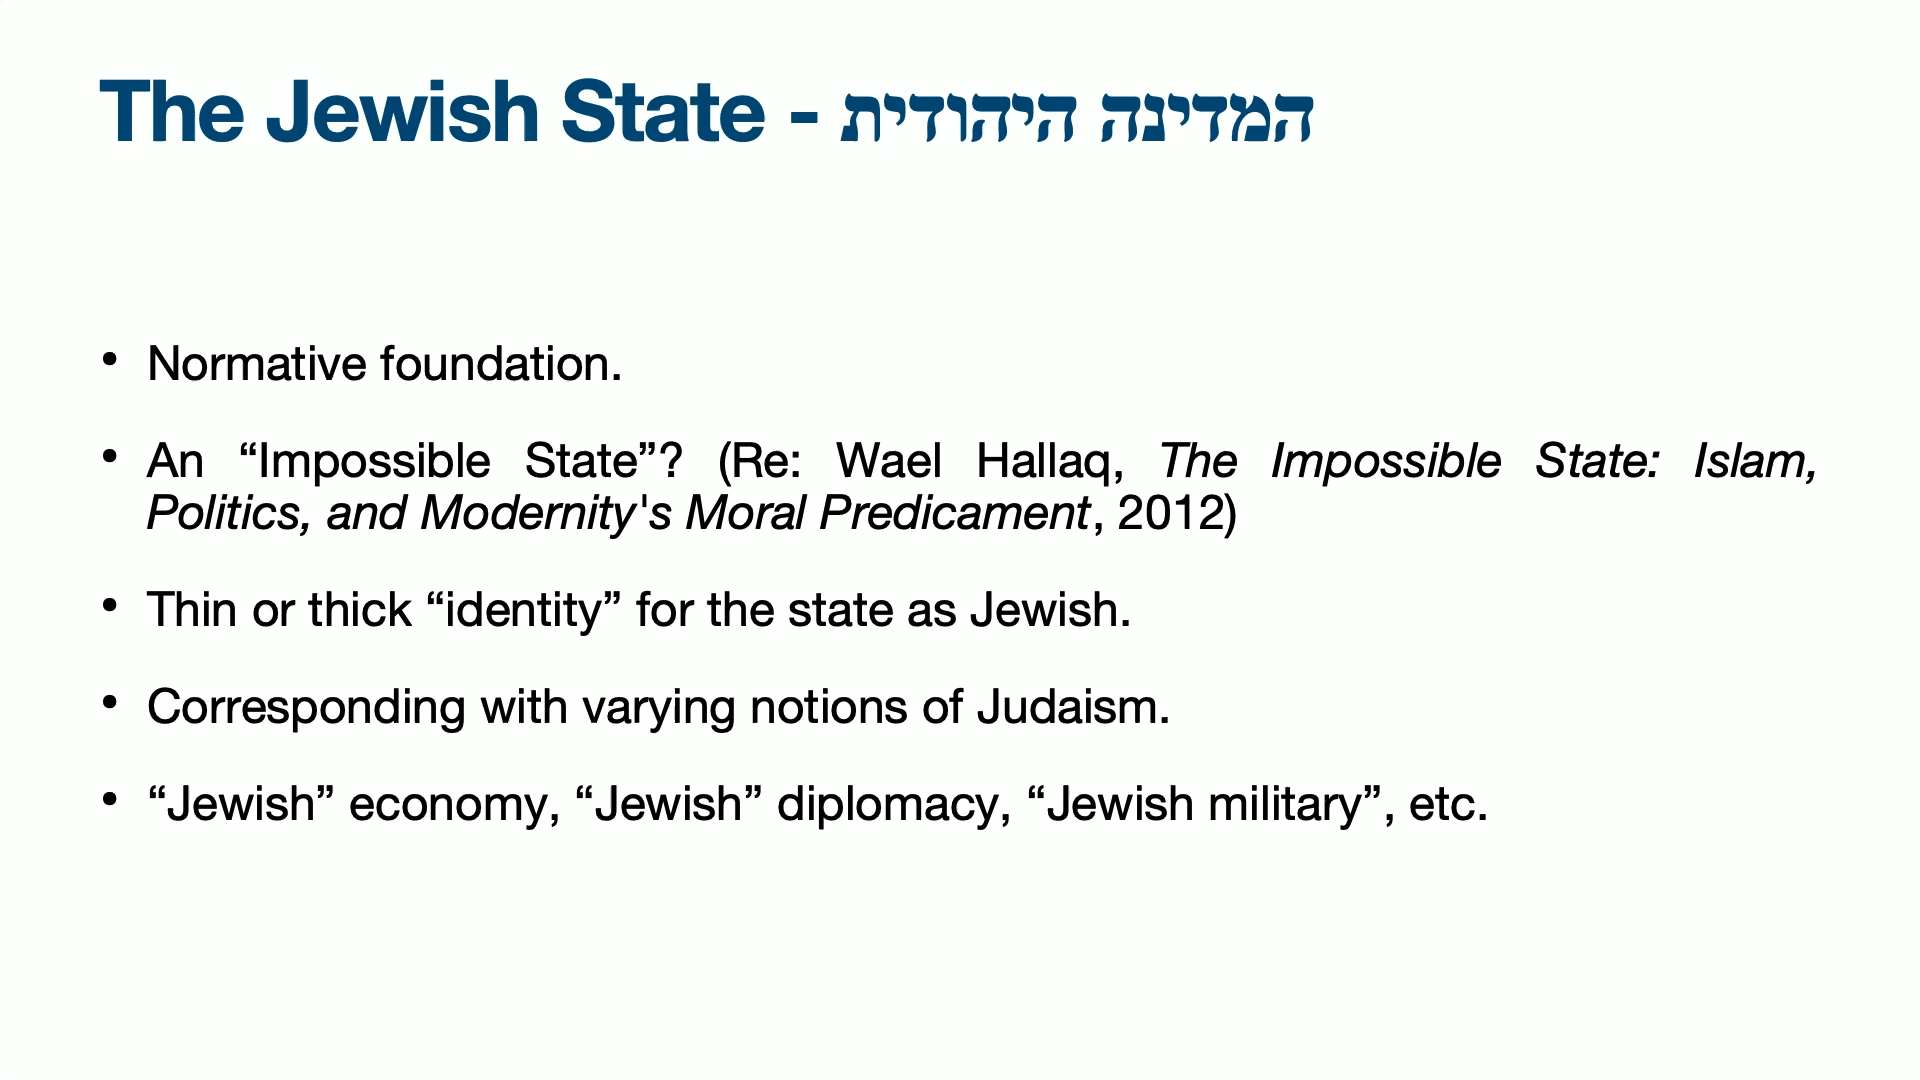 The Jewish State - המדינה היהודית
• Normative foundation.
• An “Impossible State”? (Re: Wael Hallaq, The Impossible State: Islam,
Politics, and Modernity's Moral Predicament, 2012)
• Thin or thick “identity” for the state as Jewish.
• Corresponding with varying notions of Judaism.
• “Jewish” economy, “Jewish” diplomacy, “Jewish military”, etc.